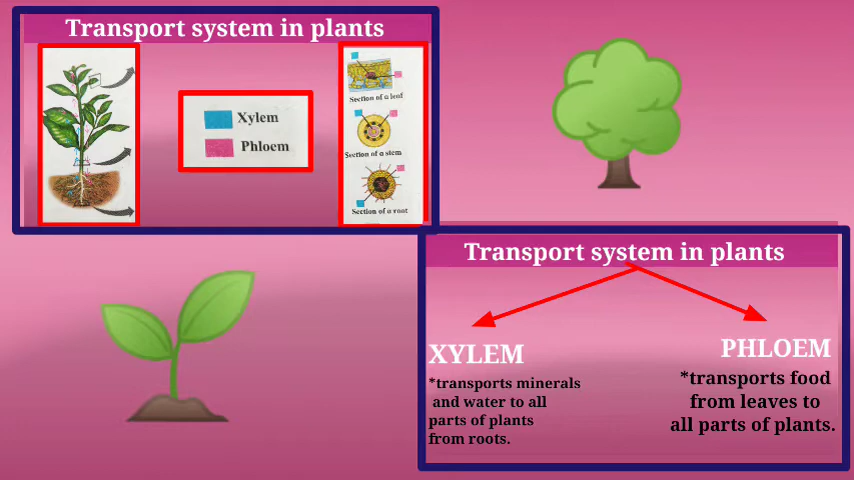 Transport system in plants
Xylem
Phloem
Section of a leaf
Section of a stem
Section of a root
Transport system in plants
XYLEM
*transports minerals
and water to all
parts of plants
from roots.
PHLOEM
*transports food
from leaves to
all parts of plants.